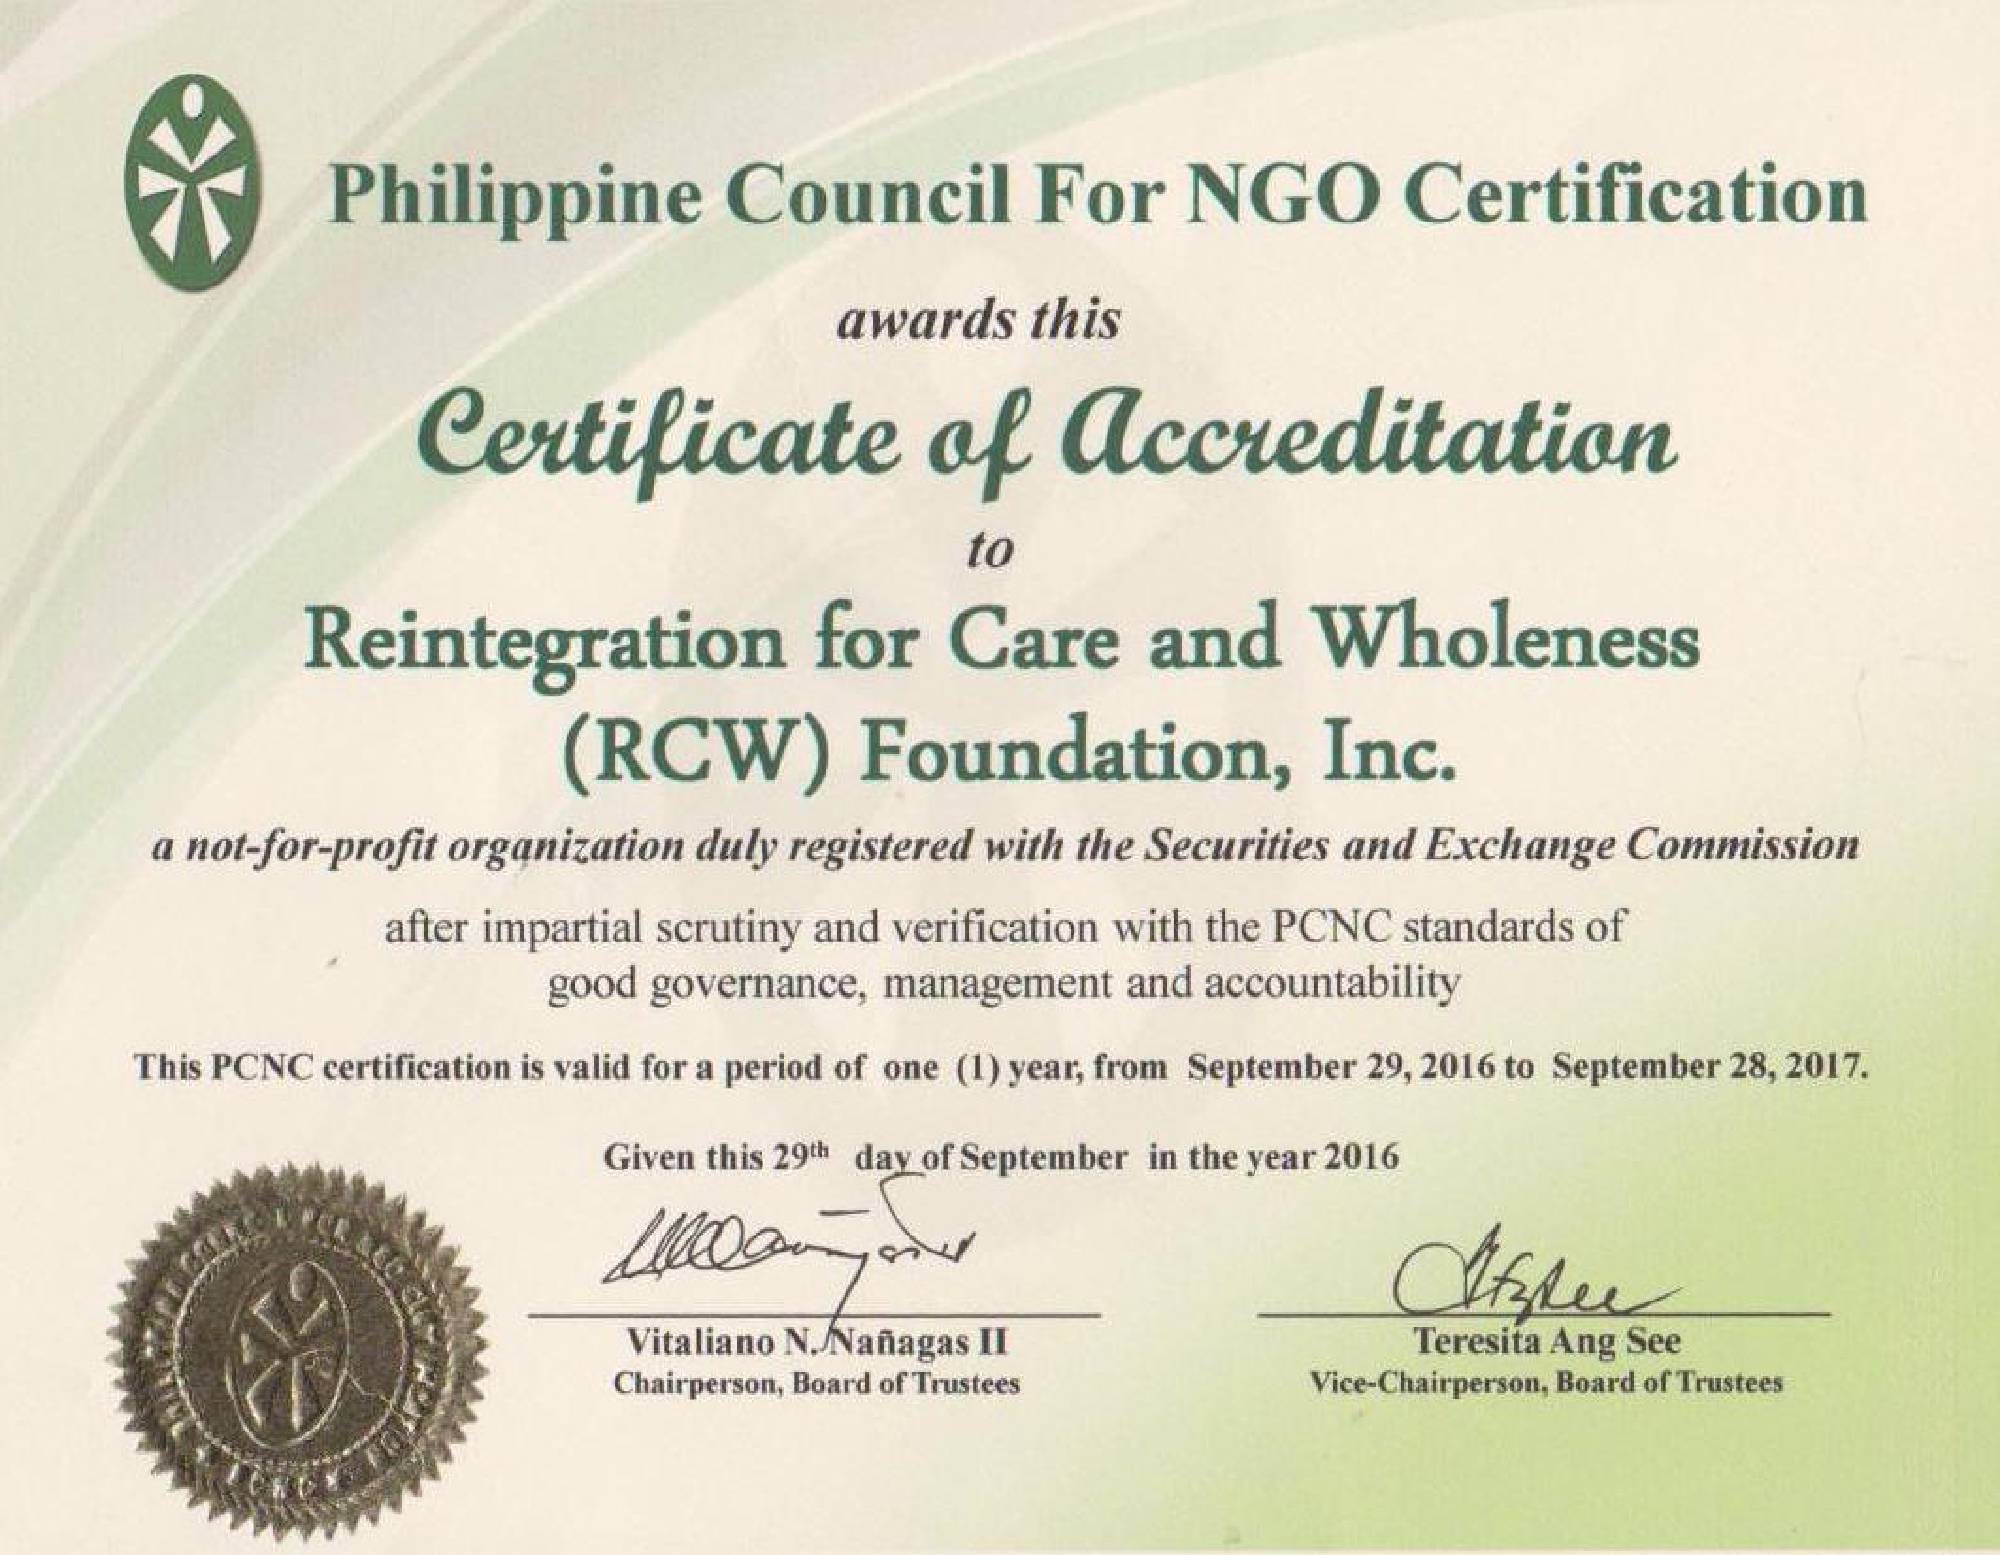 Philippine Council For NGO Certification
awards this
Certificate of Accreditation
to
Reintegration for Care and Wholeness
(RCW) Foundation, Inc.
a not-for-profit organization duly registered with the Securities and Exchange Commission
after impartial scrutiny and verification with the PCNC standards of
good governance, management and accountability
This PCNC certification is valid for a period of one (1) year, from September 29, 2016 to September 28, 2017.
Given this 29th day of September in the year 2016
Vitaliano N. Nañagas II
Chairperson, Board of Trustees
Teresita Ang See
Vice-Chairperson, Board of Trustees